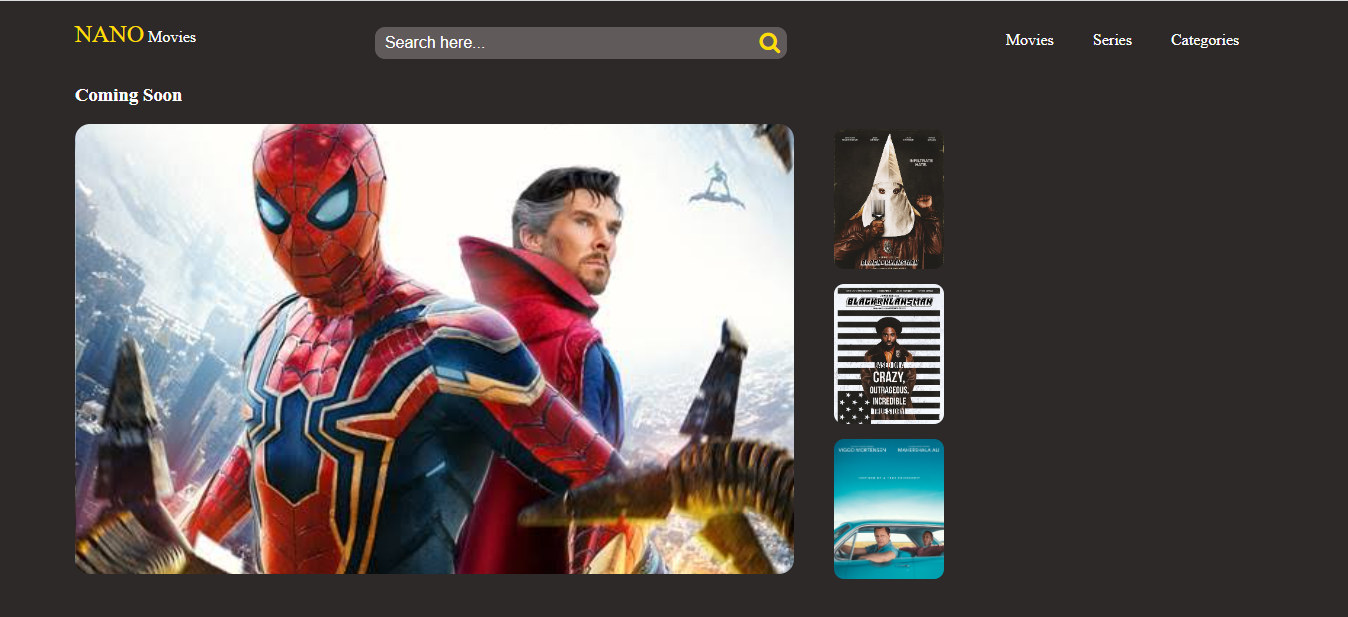 NANO Movies
Search here...
Movies
Series
Categories
Coming Soon
INFILTRATE
HATE.
BLACKKKLANSMAN
BLACKKKLANSMAN
BASED ON A
CRAZY,
OUTRAGEOUS,
INCREDIBLE
TRUE STORY
VIGGO MORTENSEN MAHERSHALA ALI